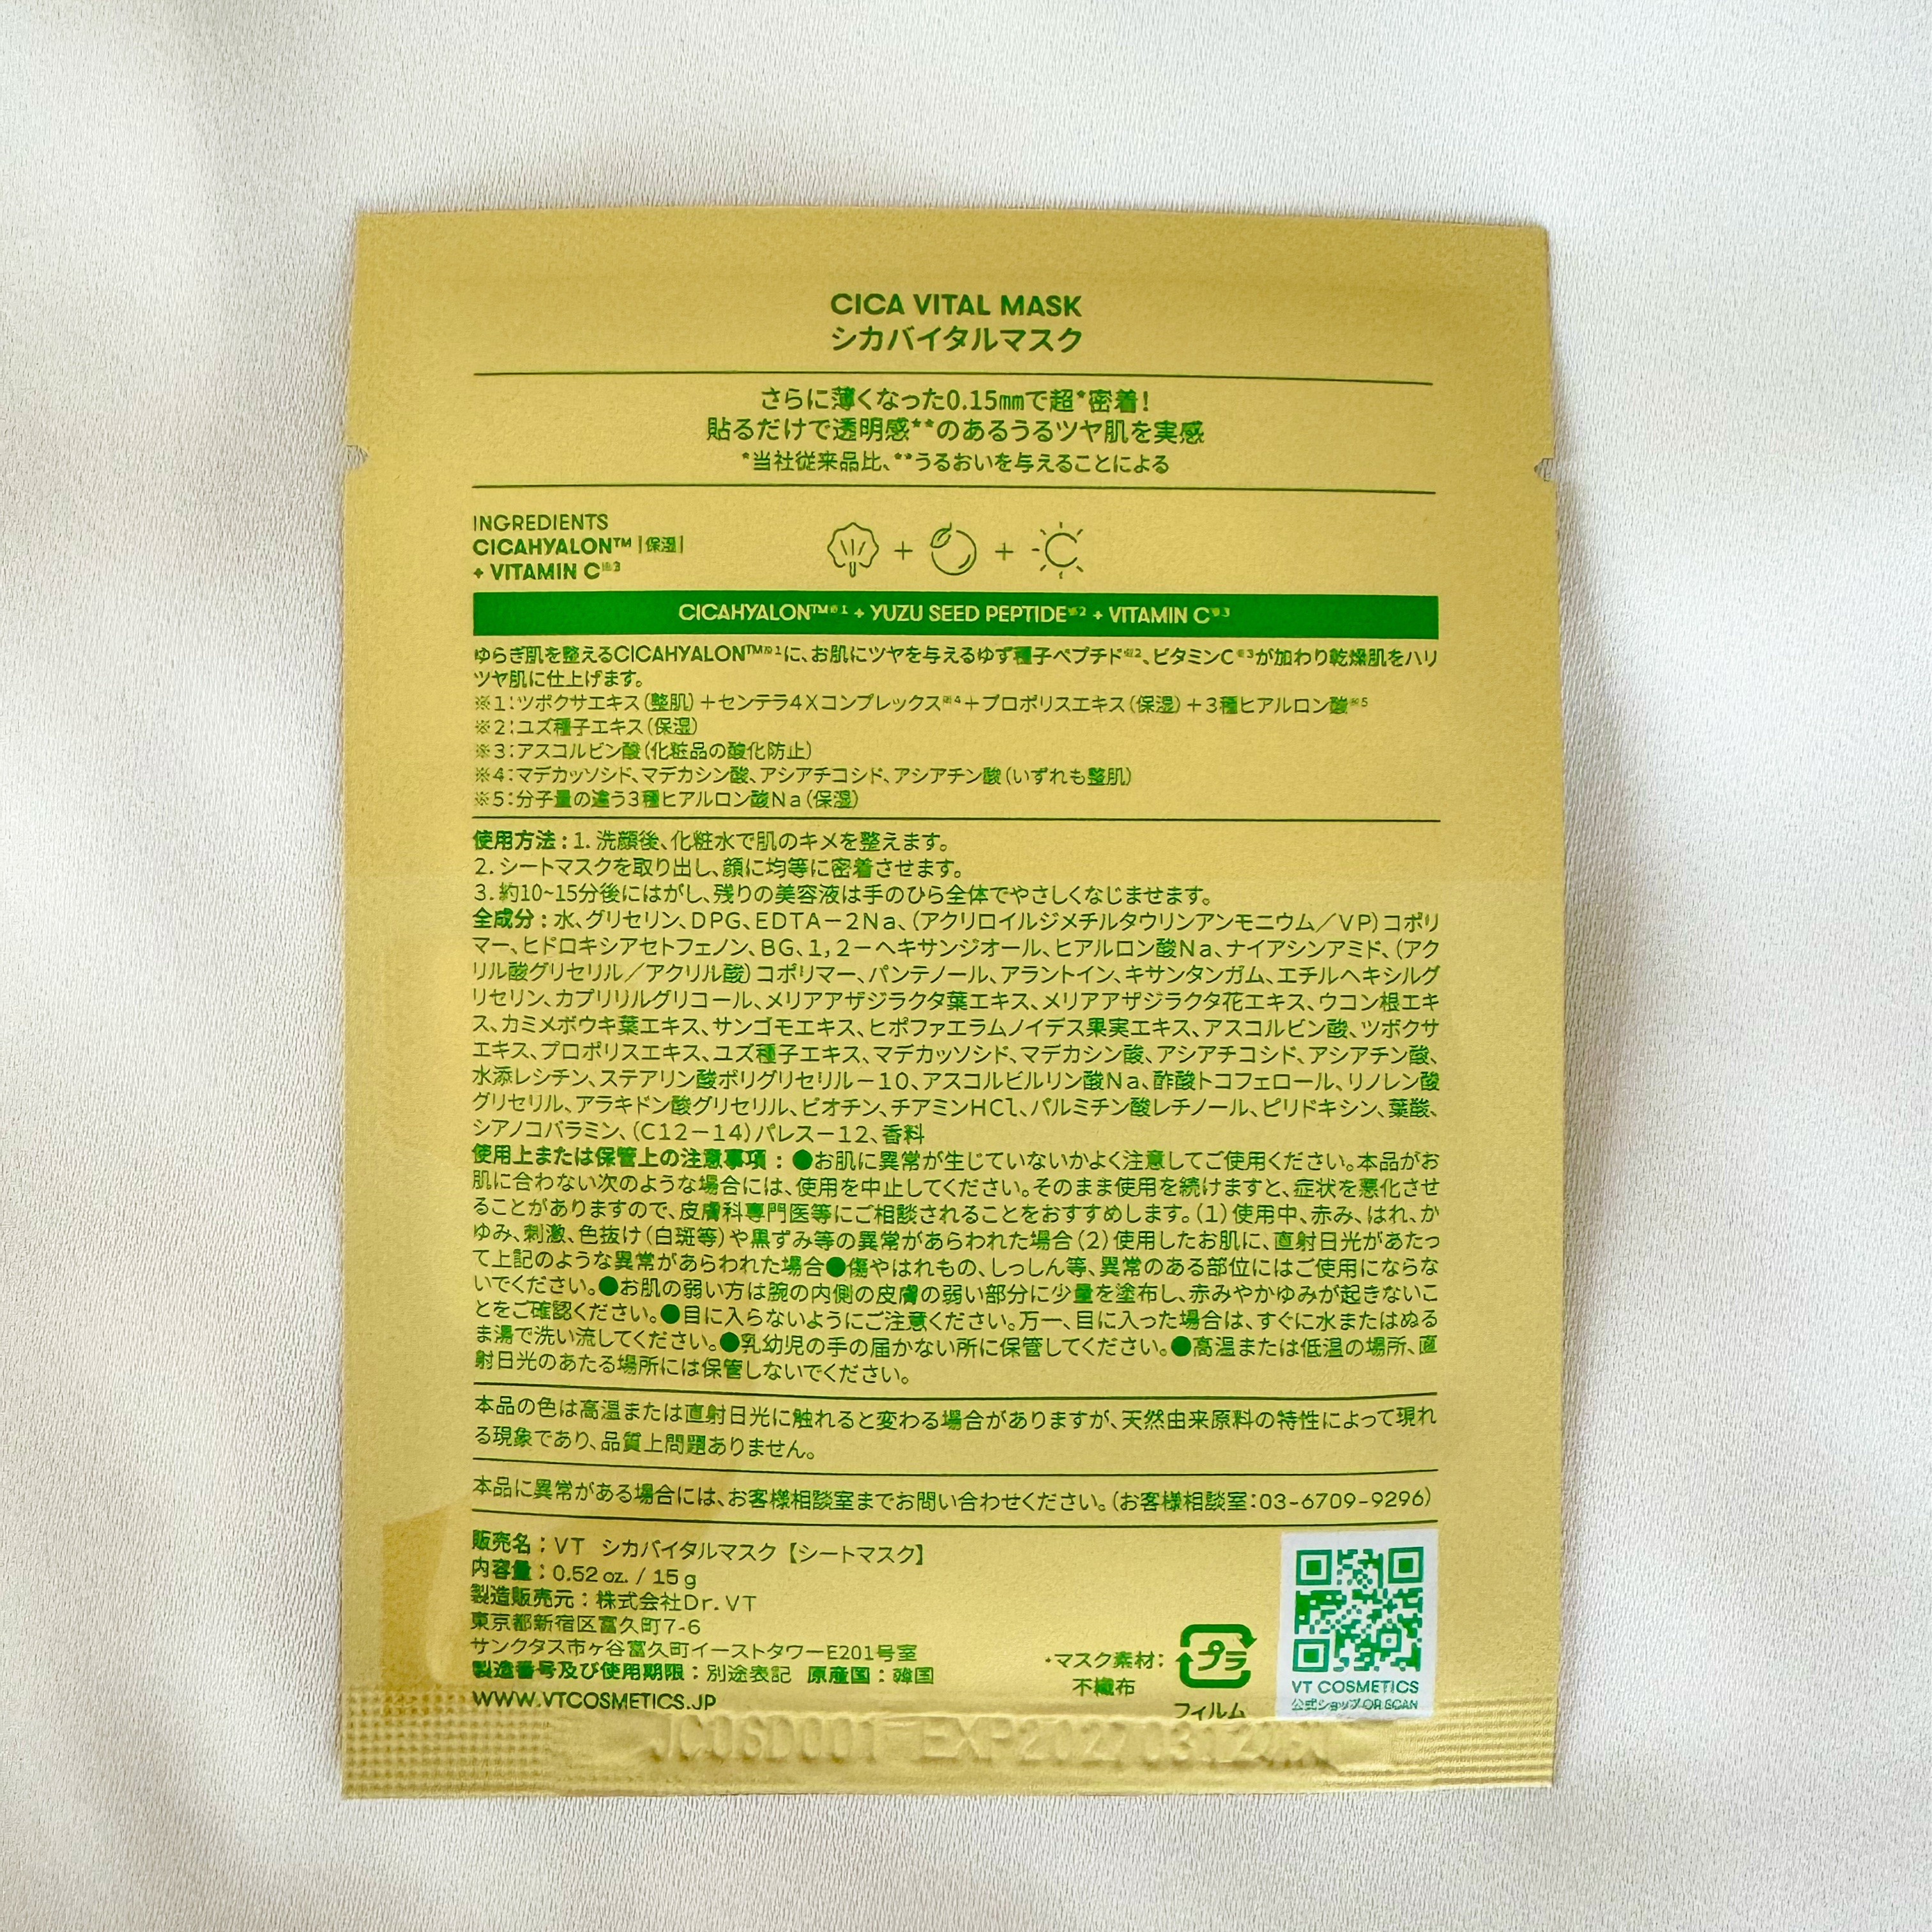 CICA VITAL MASK
シカバイタルマスク
さらに薄くなった0.15mmで超*密着!
貼るだけで透明感**のあるうるツヤ肌を実感
*当社従来品比、**うるおいを与えることによる
INGREDIENTS
CICAHYALON™ |保湿|
+ VITAMIN C※3
CICAHYALON™※1 + YUZU SEED PEPTIDE※2 + VITAMIN C※3
ゆらぎ肌を整えるCICAHYALON™※1に、お肌にツヤを与えるゆず種子ペプチド※2、ビタミンC※3が加わり乾燥肌をハリ
ツヤ肌に仕上げます。
※1:ツボクサエキス(整肌)+センテラ4Xコンプレックス※4+プロポリスエキス(保湿)+3種ヒアルロン酸※5
※2:ユズ種子エキス(保湿)
※3:アスコルビン酸(化粧品の酸化防止)
※4:マデカッソシド、マデカシン酸、アシアチコシド、アシアチン酸(いずれも整肌)
※5:分子量の違う3種ヒアルロン酸Na(保湿)
使用方法:1. 洗顔後、化粧水で肌のキメを整えます。
2. シートマスクを取り出し、顔に均等に密着させます。
3. 約10~15分後にはがし、残りの美容液は手のひら全体でやさしくなじませます。
全成分:水、グリセリン、DPG、EDTA-2Na、(アクリロイルジメチルタウリンアンモニウム/VP)コポリ
マー、ヒドロキシアセトフェノン、BG、1,2-ヘキサンジオール、ヒアルロン酸Na、ナイアシンアミド、(アク
リル酸グリセリル/アクリル酸)コポリマー、パンテノール、アラントイン、キサンタンガム、エチルヘキシルグ
リセリン、カプリリルグリコール、メリアアザジラクタ葉エキス、メリアアザジラクタ花エキス、ウコン根エキ
ス、カミメボウキ葉エキス、サンゴモエキス、ヒポファエラムノイデス果実エキス、アスコルビン酸、ツボクサ
エキス、プロポリスエキス、ユズ種子エキス、マデカッソシド、マデカシン酸、アシアチコシド、アシアチン酸、
水添レシチン、ステアリン酸ポリグリセリル-10、アスコルビルリン酸Na、酢酸トコフェロール、リノレン酸
グリセリル、アラキドン酸グリセリル、ビオチン、チアミンHCl、パルミチン酸レチノール、ピリドキシン、葉酸、
シアノコバラミン、(C12-14)パレス-12、香料
使用上または保管上の注意事項:●お肌に異常が生じていないかよく注意してご使用ください。本品がお
肌に合わない次のような場合には、使用を中止してください。そのまま使用を続けますと、症状を悪化させ
ることがありますので、皮膚科専門医等にご相談されることをおすすめします。(1)使用中、赤み、はれ、か
ゆみ、刺激、色抜け(白斑等)や黒ずみ等の異常があらわれた場合(2)使用したお肌に、直射日光があたっ
て上記のような異常があらわれた場合●傷やはれもの、しっしん等、異常のある部位にはご使用にならな
いでください。●お肌の弱い方は腕の内側の皮膚の弱い部分に少量を塗布し、赤みやかゆみが起きないこ
とをご確認ください。●目に入らないようにご注意ください。万一、目に入った場合は、すぐに水またはぬる
ま湯で洗い流してください。●乳幼児の手の届かない所に保管してください。●高温または低温の場所、直
射日光のあたる場所には保管しないでください。
本品の色は高温または直射日光に触れると変わる場合がありますが、天然由来原料の特性によって現れ
る現象であり、品質上問題ありません。
本品に異常がある場合には、お客様相談室までお問い合わせください。(お客様相談室:03-6709-9296)
販売名:VT シカバイタルマスク【シートマスク】
内容量:0.52 oz. / 15 g
製造販売元:株式会社Dr.VT
東京都新宿区富久町7-6
サンクタス市ヶ谷富久町イーストタワーE201号室
製造番号及び使用期限:別途表記 原産国:韓国
WWW.VTCOSMETICS.JP
・マスク素材:
不織布
プラ
フィルム
VT COSMETICS
公式ショップ QR SCAN
JC06D001 EXP2027